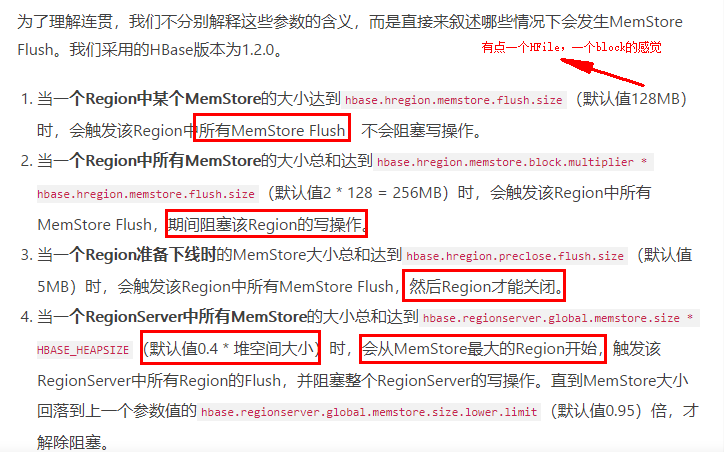 为了理解连贯，我们不分别解释这些参数的含义，而是直接来叙述哪些情况下会发生MemStore
Flush。我们采用的HBase版本为1.2.0。
有点一个HFile，一个block的感觉
1. 当一个Region中某个MemStore的大小达到 hbase.hregion.memstore.flush.size （默认值128MB）
时，会触发该Region中所有MemStore Flush 不会阻塞写操作。
2. 当一个Region中所有MemStore的大小总和达到 hbase.hregion.memstore.block.multiplier *
hbase.hregion.memstore.flush.size （默认值2 * 128 = 256MB）时，会触发该Region中所有
MemStore Flush，期间阻塞该Region的写操作。
3. 当一个Region准备下线时的MemStore大小总和达到 hbase.hregion.preclose.flush.size （默认值
5MB）时，会触发该Region中所有MemStore Flush，然后Region才能关闭。
4. 当一个RegionServer中所有MemStore的大小总和达到 hbase.regionserver.global.memstore.size *
HBASE_HEAPSIZE （默认值0.4 * 堆空间大小）时，会从MemStore最大的Region开始，触发该
RegionServer中所有Region的Flush，并阻塞整个RegionServer的写操作。直到MemStore大小
回落到上一个参数值的 hbase.regionserver.global.memstore.size.lower.limit （默认值0.95）倍，才
解除阻塞。